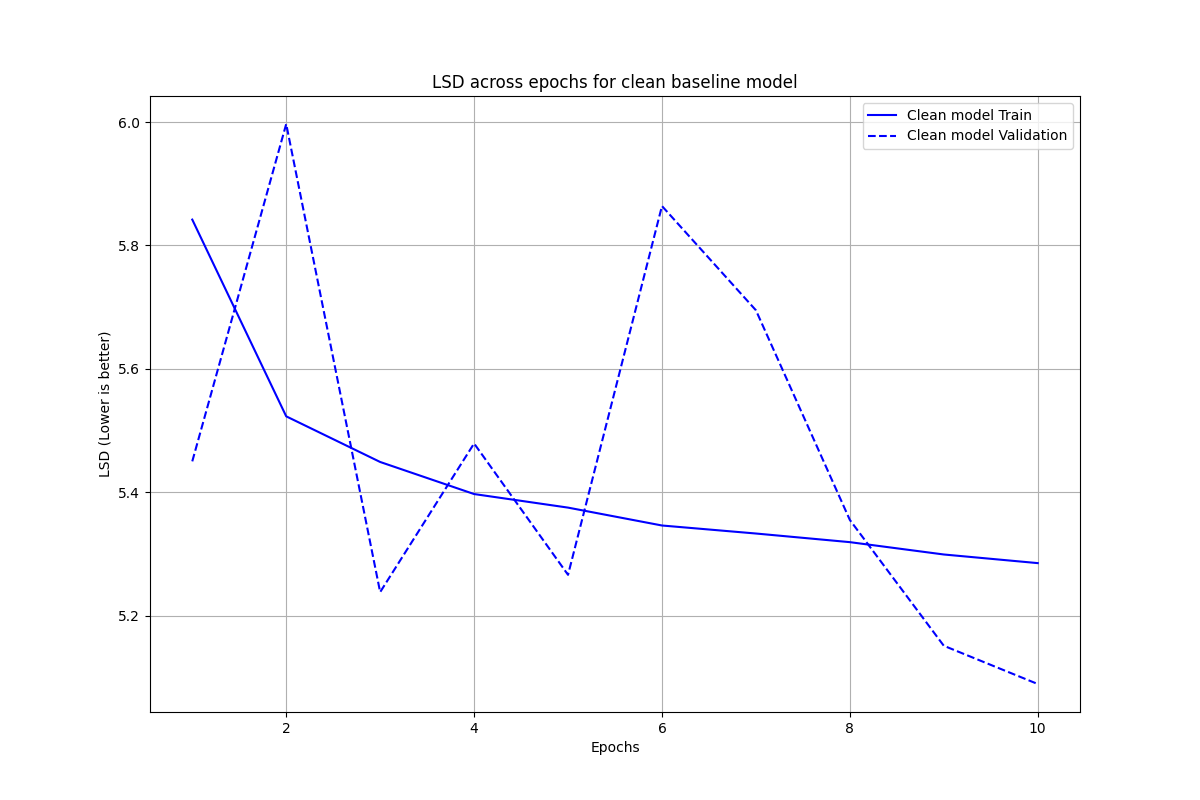 LSD across epochs for clean baseline model
Clean model Train
Clean model Validation
LSD (Lower is better)
6.0
5.8
5.6
5.4
5.2
2 4 6 8 10
Epochs